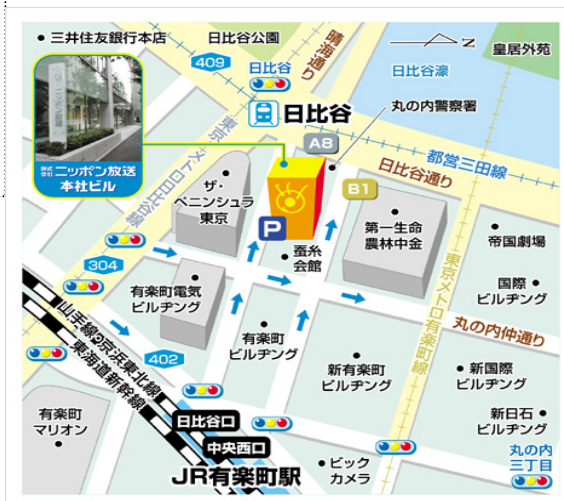 三井住友銀行本店
日比谷公園
晴海通り
N
皇居外苑
409
日比谷
日比谷濠
日比谷
丸の内警察署
A8
都営三田線
日比谷通り
株式会社
ニッポン放送
本社ビル
東京メトロ日比谷線
ザ・
ペニンシュラ
東京
B1
P
第一生命
農林中金
帝国劇場
蚕糸
会館
304
国際
ビルヂング
有楽町電気
ビルヂング
東京メトロ有楽町線
丸の内仲通り
山手線・京浜東北線
東海道新幹線
402
有楽町
ビルヂング
新有楽町
ビルヂング
新国際
ビルヂング
有楽町
マリオン
日比谷口
中央西口
新日石
ビルヂング
丸の内
三丁目
JR有楽町駅
ビック
カメラ